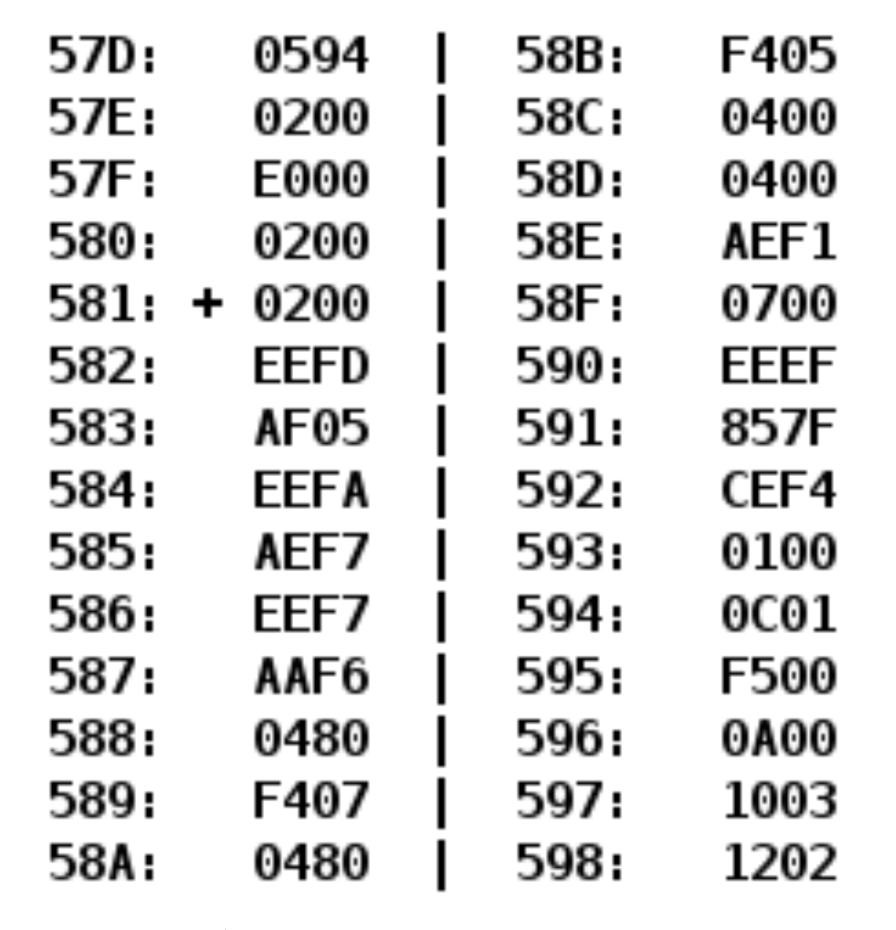 57D:   0594  |  58B:   F405
57E:   0200  |  58C:   0400
57F:   E000  |  58D:   0400
580:   0200  |  58E:   AEF1
581: + 0200  |  58F:   0700
582:   EEFD  |  590:   EEEF
583:   AF05  |  591:   857F
584:   EEFA  |  592:   CEF4
585:   AEF7  |  593:   0100
586:   EEF7  |  594:   0C01
587:   AAF6  |  595:   F500
588:   0480  |  596:   0A00
589:   F407  |  597:   1003
58A:   0480  |  598:   1202